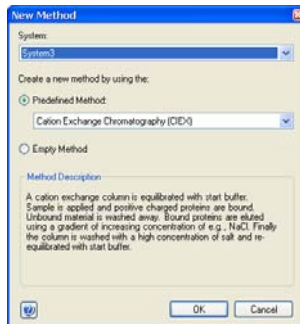 New Method
System:
System3
Create a new method by using the:
Predefined Method:
Cation Exchange Chromatography (CIEX)
Empty Method
Method Description
A cation exchange column is equilibrated with start buffer.
Sample is applied and positive charged proteins are bound.
Unbound material is washed away. Bound proteins are eluted
using a gradient of increasing concentration of e.g., NaCl. Finally
the column is washed with a high concentration of salt and re-
equilibrated with start buffer.
OK
Cancel